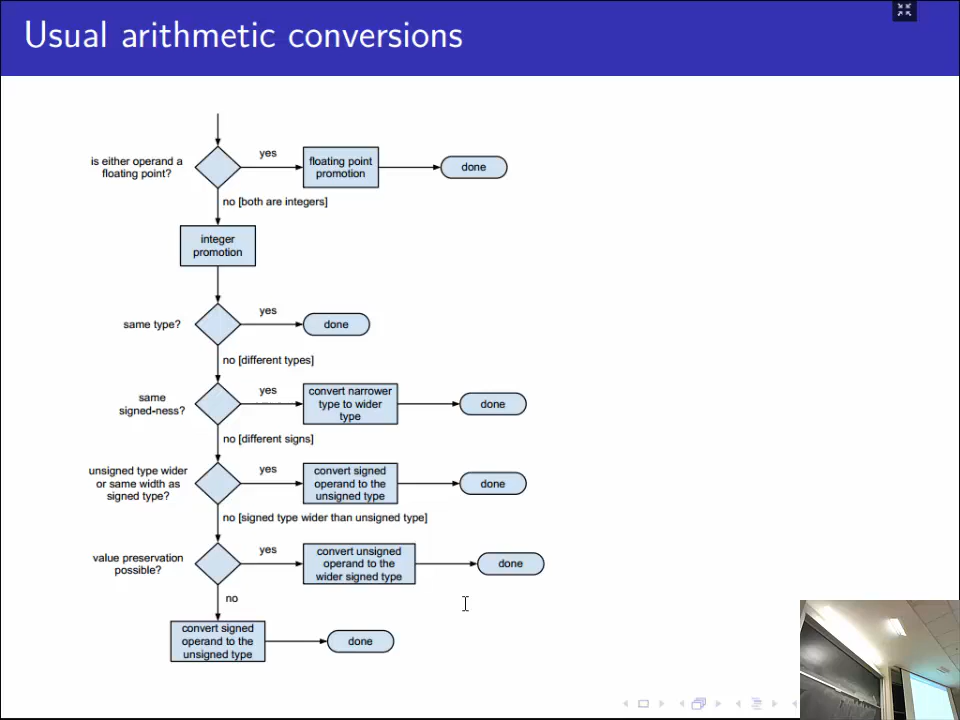 Usual arithmetic conversions
is either operand a
floating point?
yes
floating point
promotion
done
no [both are integers]
integer
promotion
same type?
yes
done
no [different types]
same
signed-ness?
yes
convert narrower
type to wider
type
done
no [different signs]
unsigned type wider
or same width as
signed type?
yes
convert signed
operand to the
unsigned type
done
no [signed type wider than unsigned type]
value preservation
possible?
yes
convert unsigned
operand to the
wider signed type
done
no
convert signed
operand to the
unsigned type
done